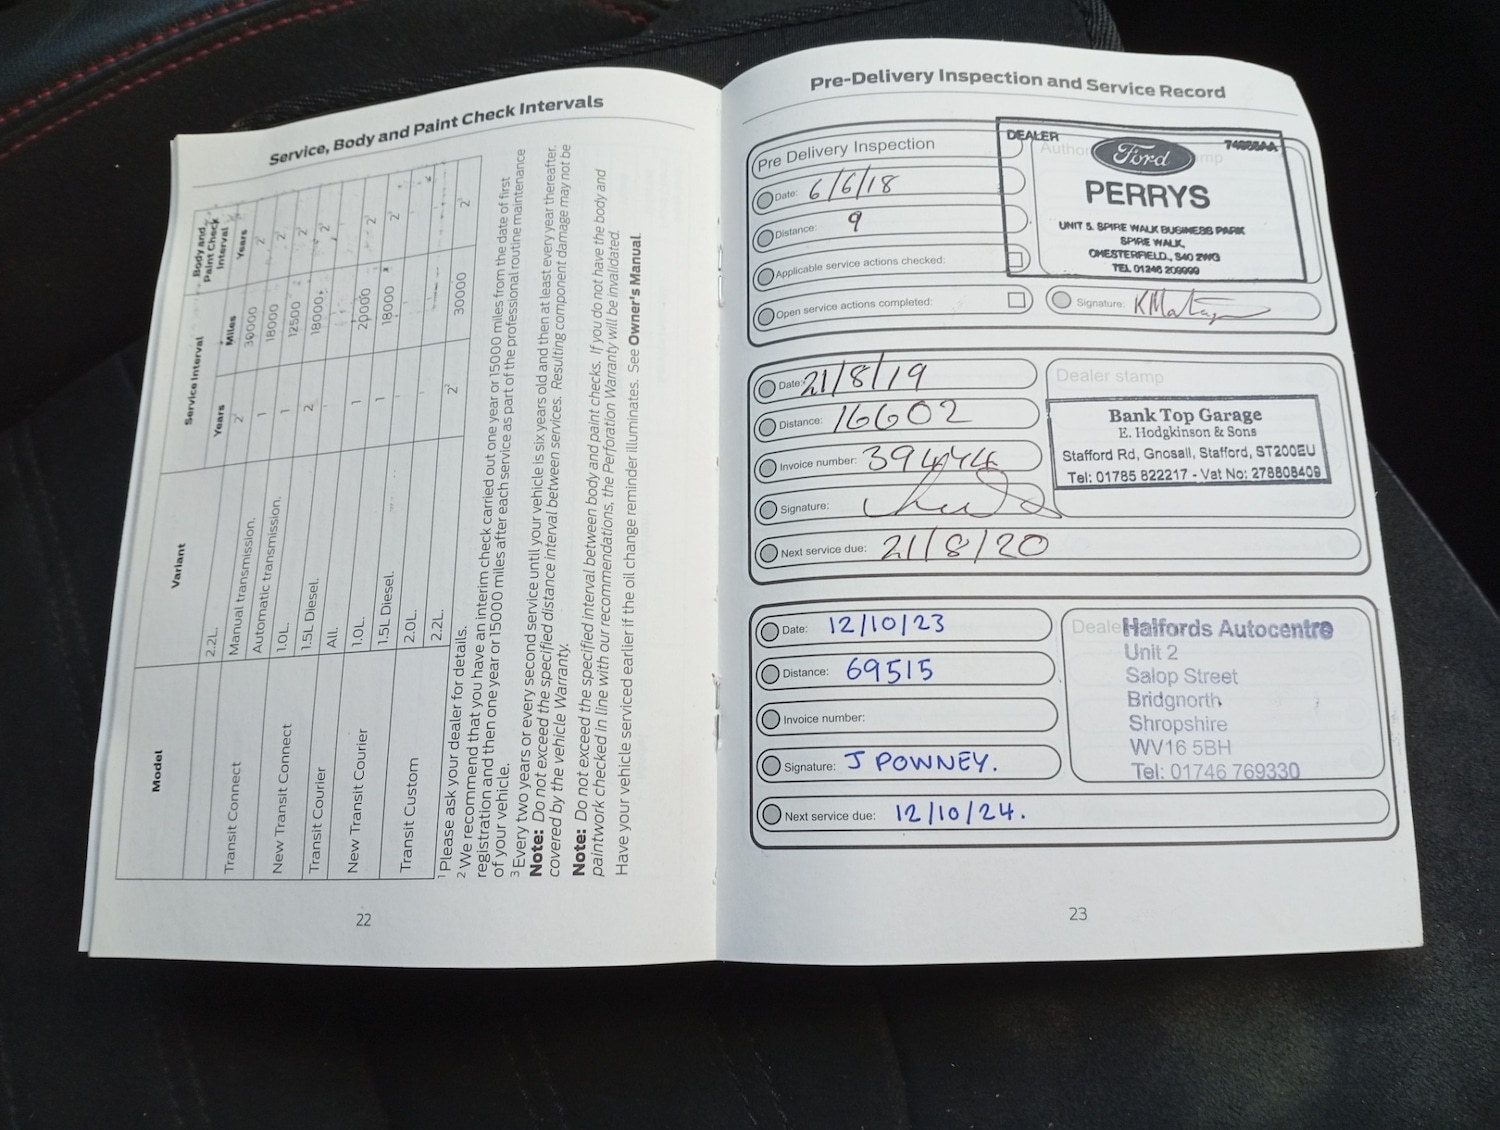 Service, Body and Paint Check Intervals
Model
Variant
Service Interval
Body and Paint Check Interval
Years
Miles
Years
2.2L.
Transit Connect
Manual transmission.
Automatic transmission.
New Transit Connect
1.0L.
1.5L Diesel.
Transit Courier
All.
New Transit Courier
1.0L.
1.5L Diesel.
Transit Custom
2.0L.
2.2L.
30000
18000
12500
18000
20000
18000
30000
1 Please ask your dealer for details.
2 We recommend that you have an interim check carried out one year or 15000 miles from the date of first
registration and then one year or 15000 miles after each service as part of the professional routine maintenance
of your vehicle.
3 Every two years or every second service until your vehicle is six years old and then at least every year thereafter.
Note: Do not exceed the specified distance interval between services. Resulting component damage may not be
covered by the vehicle Warranty.
Note: Do not exceed the specified interval between body and paint checks. If you do not have the body and
paintwork checked in line with our recommendations, the Perforation Warranty will be invalidated.
Have your vehicle serviced earlier if the oil change reminder illuminates. See Owner's Manual.
22
Pre-Delivery Inspection and Service Record
Pre Delivery Inspection
Date: 6/6/18
Distance: 9
Applicable service actions checked:
Open service actions completed:
DEALER
Ford
PERRYS
UNIT 5. SPIRE WALK BUSINESS PARK
SPIRE WALK,
CHESTERFIELD., S40 2WG
TEL 01246 209999
Signature:
Date: 21/8/19
Distance: 16602
Invoice number: 39444
Signature:
Next service due: 21/8/20
Dealer stamp
Bank Top Garage
E. Hodgkinson & Sons
Stafford Rd, Gnosall, Stafford, ST200EU
Tel: 01785 822217 - Vat No: 278808409
Date: 12/10/23
Distance: 69515
Invoice number:
Signature: J POWNEY.
Next service due: 12/10/24.
Halfords Autocentre
Unit 2
Salop Street
Bridgnorth
Shropshire
WV16 5BH
Tel: 01746 769330
23